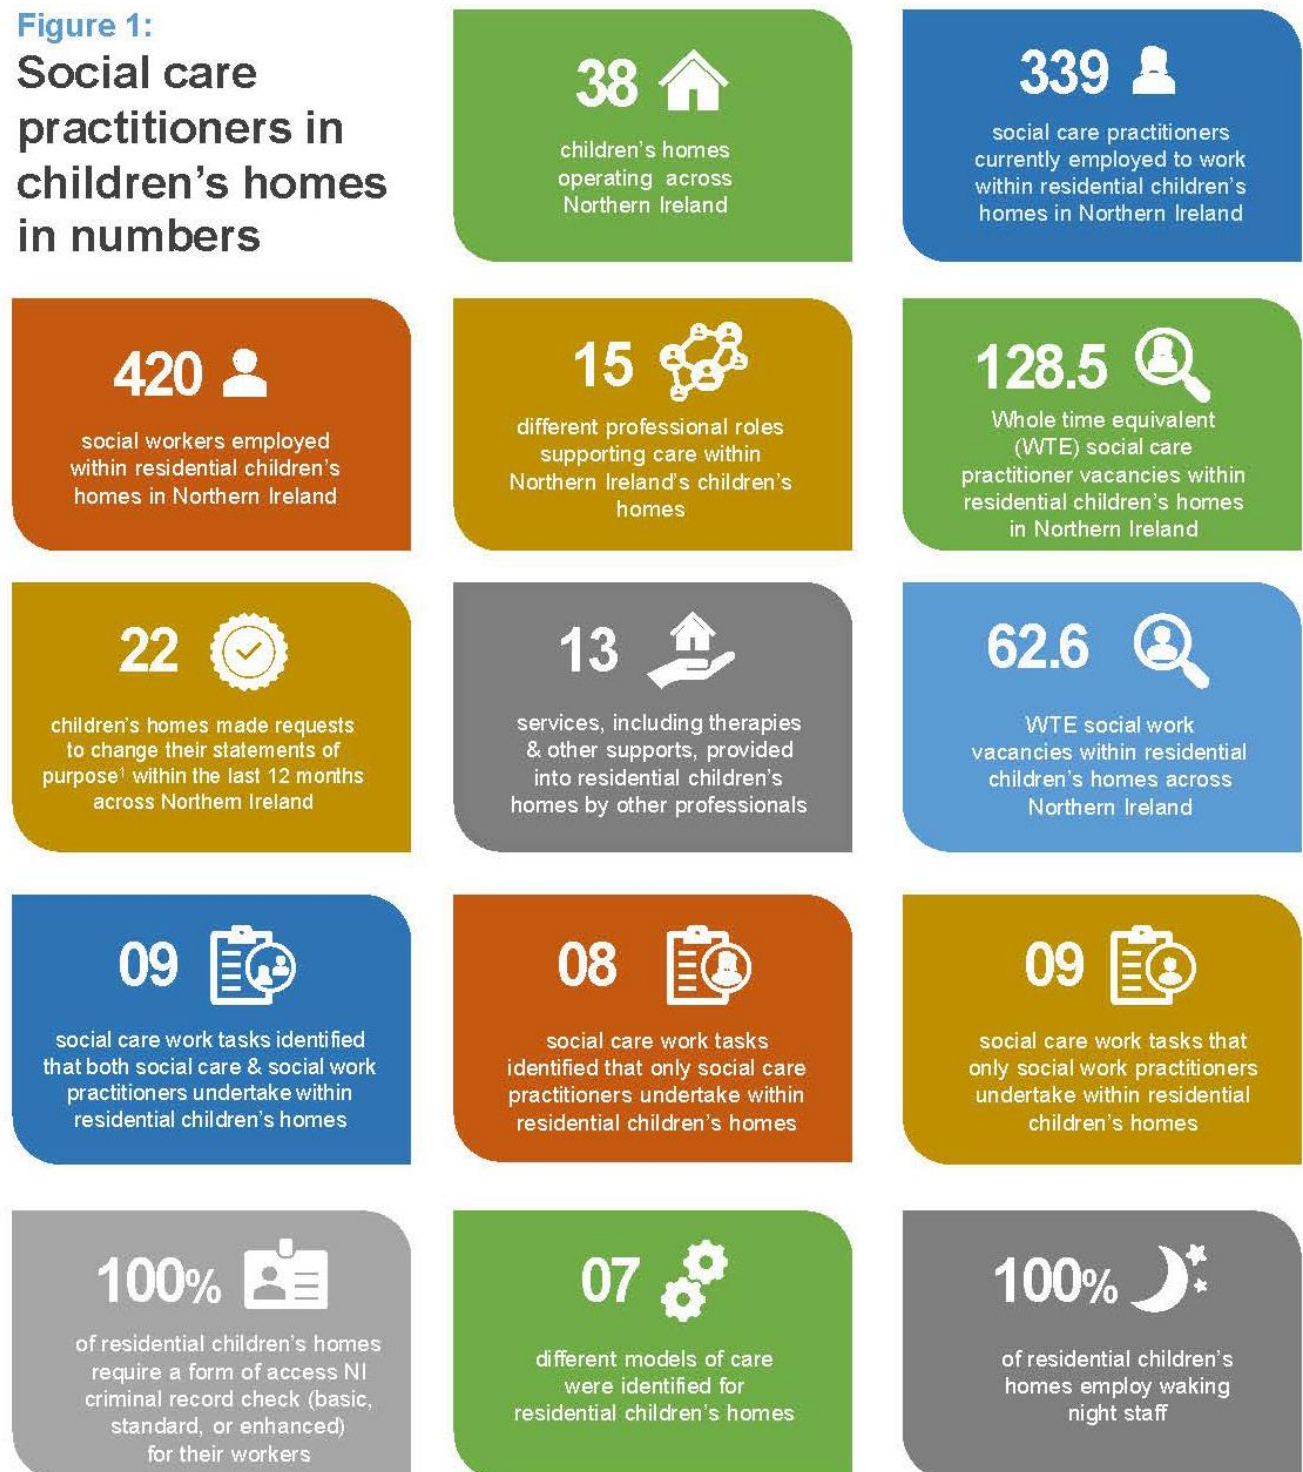 Figure 1:
Social care
practitioners in
children's homes
in numbers
38
children's homes
operating across
Northern Ireland
339
social care practitioners
currently employed to work
within residential children's
homes in Northern Ireland
420
social workers employed
within residential children's
homes in Northern Ireland
15
different professional roles
supporting care within
Northern Ireland's children's
homes
128.5
Whole time equivalent
(WTE) social care
practitioner vacancies within
residential children's homes
in Northern Ireland
22
children's homes made requests
to change their statements of
purpose¹ within the last 12 months
across Northern Ireland
13
services, including therapies
& other supports, provided
into residential children's
homes by other professionals
62.6
WTE social work
vacancies within residential
children's homes across
Northern Ireland
09
social care work tasks identified
that both social care & social work
practitioners undertake within
residential children's homes
08
social care work tasks
identified that only social care
practitioners undertake within
residential children's homes
09
social care work tasks that
only social work practitioners
undertake within residential
children's homes
100%
of residential children's homes
require a form of access NI
criminal record check (basic,
standard, or enhanced)
for their workers
07
different models of care
were identified for
residential children's homes
100%
of residential children's
homes employ waking
night staff